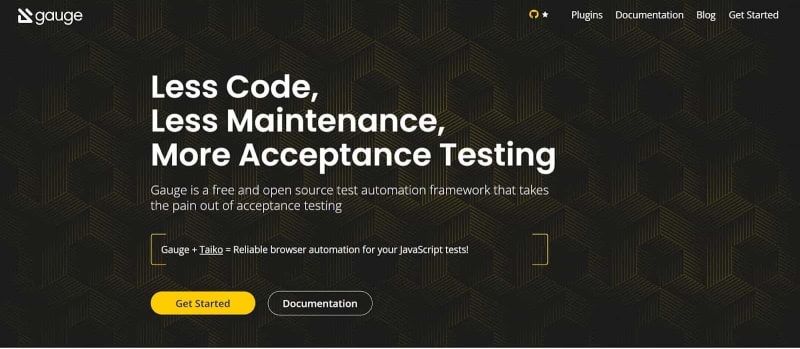 gauge
Plugins Documentation Blog Get Started
Less Code,
Less Maintenance,
More Acceptance Testing
Gauge is a free and open source test automation framework that takes
the pain out of acceptance testing
Gauge + Taiko = Reliable browser automation for your JavaScript tests!
Get Started Documentation